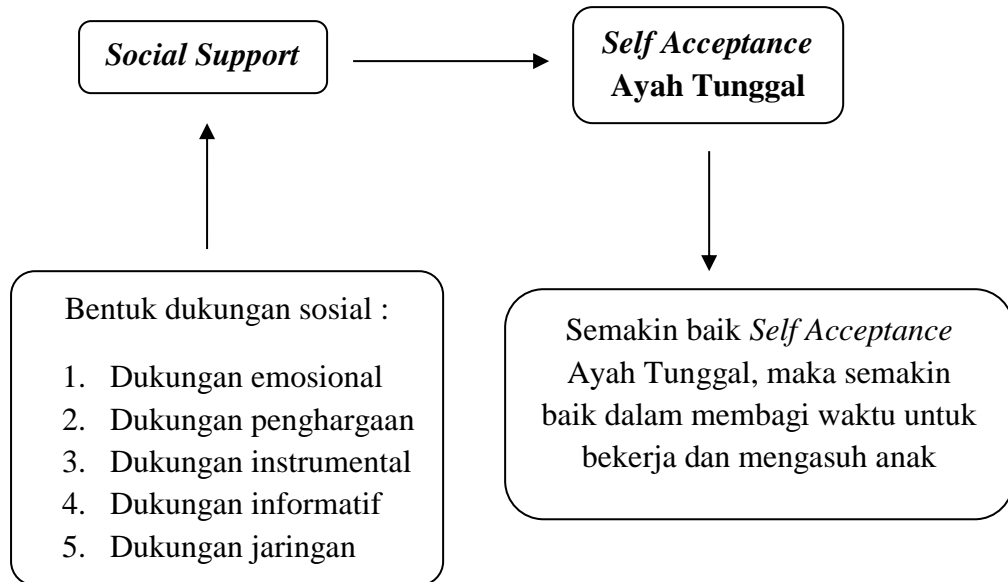 Social Support
Self Acceptance
Ayah Tunggal
Bentuk dukungan sosial :
1. Dukungan emosional
2. Dukungan penghargaan
3. Dukungan instrumental
4. Dukungan informatif
5. Dukungan jaringan
Semakin baik Self Acceptance
Ayah Tunggal, maka semakin
baik dalam membagi waktu untuk
bekerja dan mengasuh anak